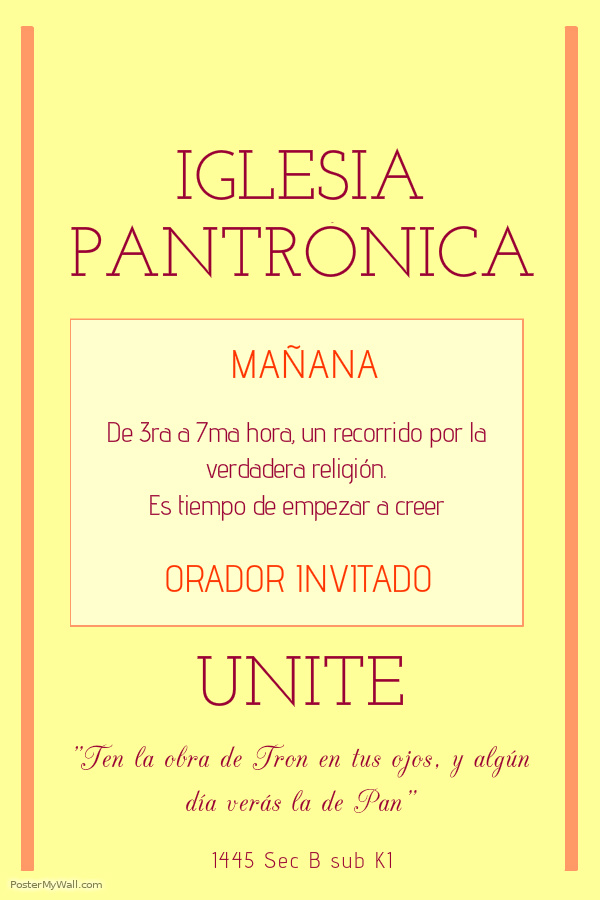 IGLESIA
PANTRÓNICA
MAÑANA
De 3ra a 7ma hora, un recorrido por la
verdadera religión.
Es tiempo de empezar a creer
ORADOR INVITADO
UNITE
"Ten la obra de Tron en tus ojos, y algún
día verás la de Pan"
1445 Sec B sub K1
PosterMyWall.com